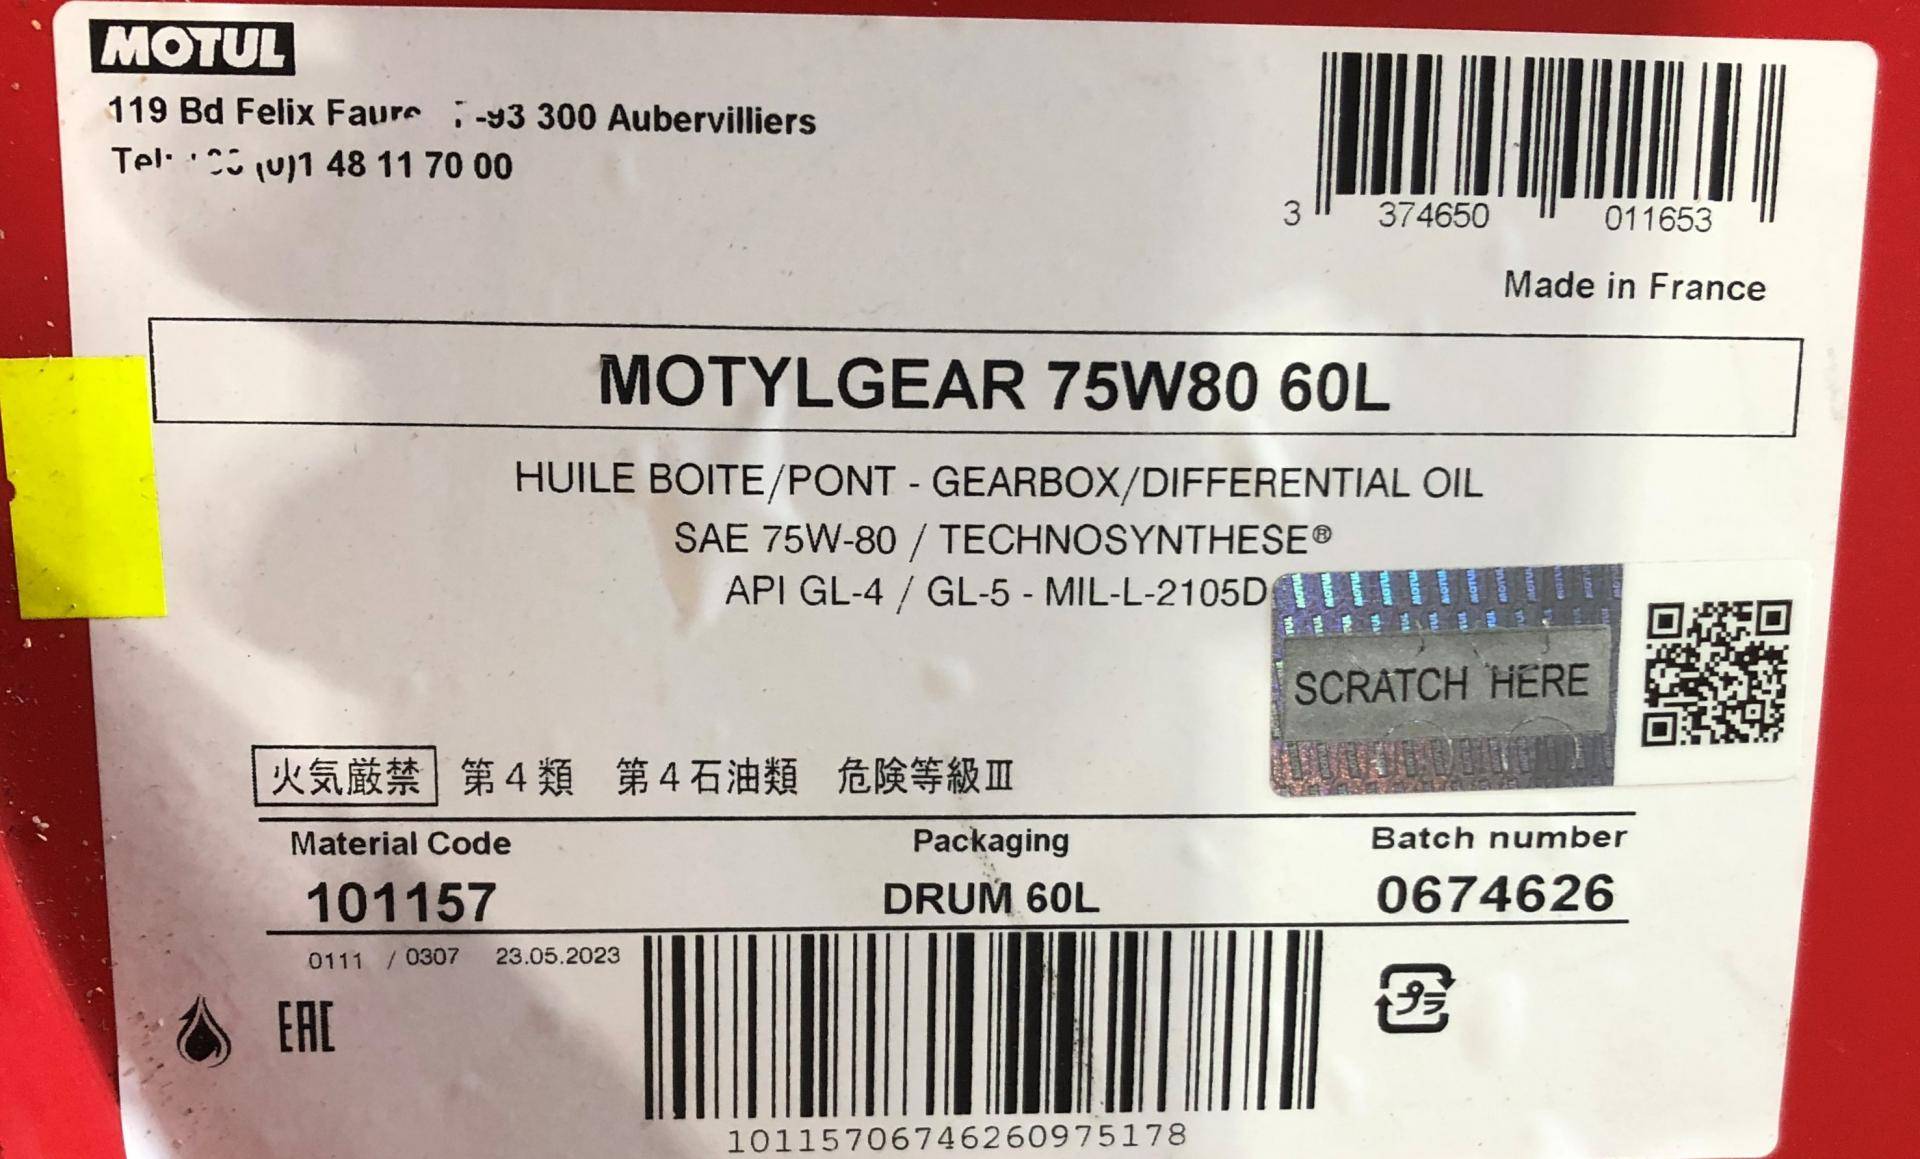 MOTUL
119 Bd Felix Faure -93 300 Aubervilliers
Tel: (0)1 48 11 70 00
3 374650 011653
Made in France
MOTYLGEAR 75W80 60L
HUILE BOITE/PONT - GEARBOX/DIFFERENTIAL OIL
SAE 75W-80 / TECHNOSYNTHESE®
API GL-4 / GL-5 - MIL-L-2105D
SCRATCH HERE
火気厳禁 第4類 第4石油類 危険等級Ⅲ
Material Code Packaging Batch number
101157 DRUM 60L 0674626
0111 / 0307 23.05.2023
EAC
プラ
10115706746260975178